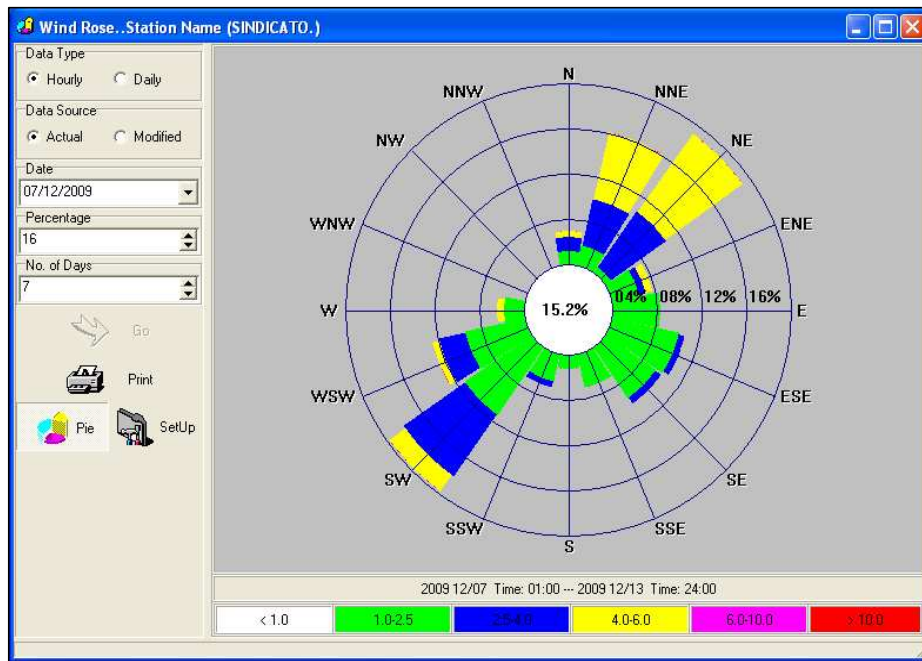 Wind Rose..Station Name (SINDICATO.)
Data Type
Hourly Daily
Data Source
Actual Modified
Date
07/12/2009
Percentage
16
No. of Days
7
Go
Print
Pie SetUp
N
NNW NNE
NW NE
WNW ENE
04% 08% 12% 16%
W 15.2% E
WSW ESE
SW SE
SSW SSE
S
2009 12/07 Time: 01:00 --- 2009 12/13 Time: 24:00
< 1.0 1.0-2.5 2.5-4.0 4.0-6.0 6.0-10.0 > 10.0